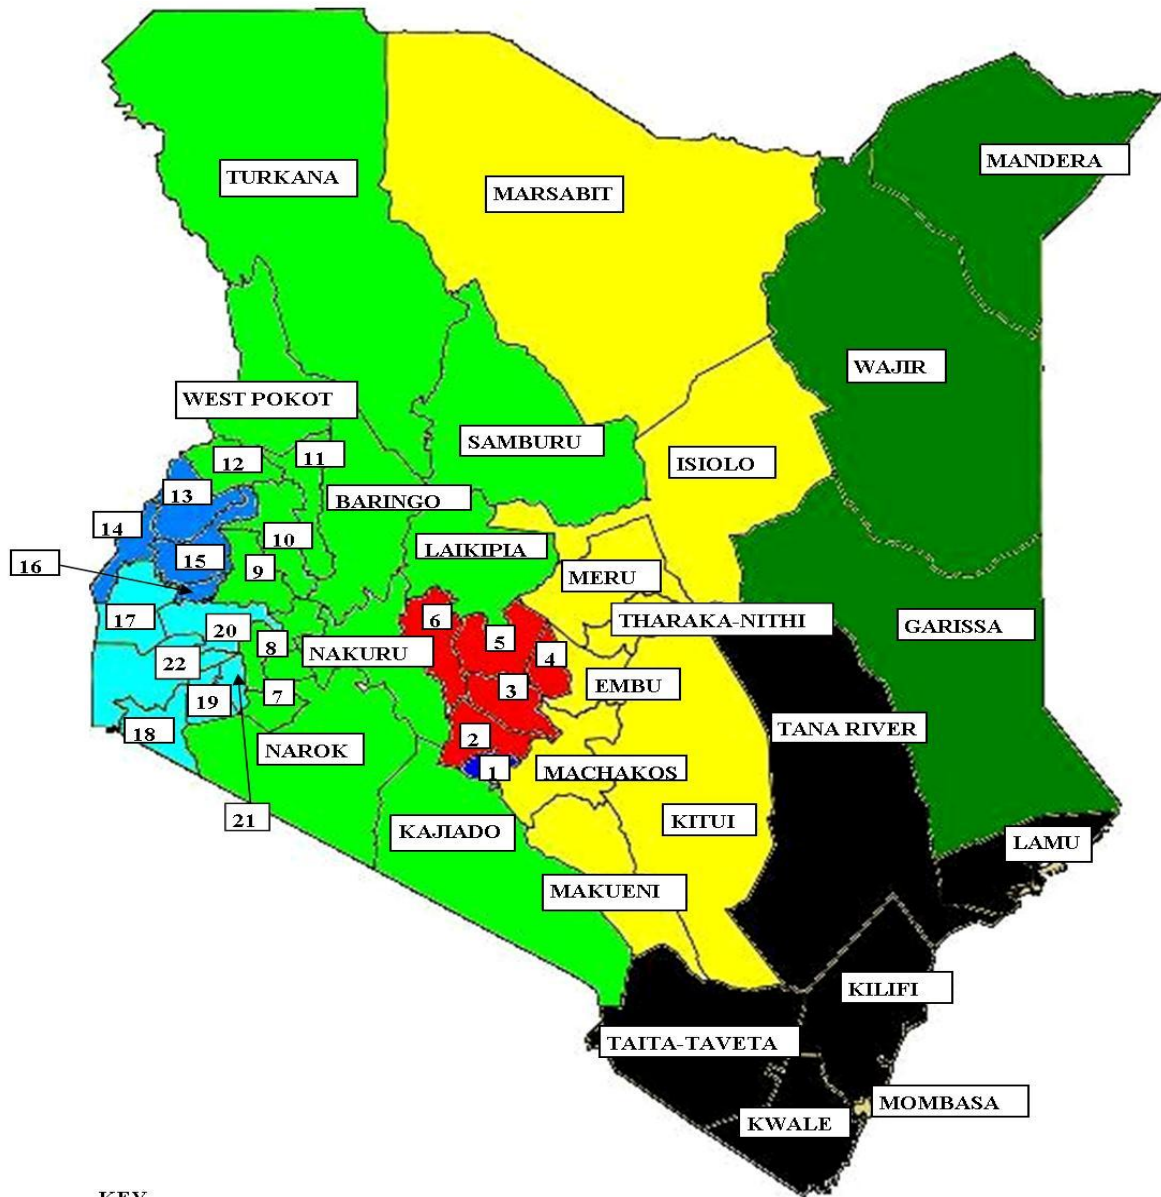 TURKANA
MARSABIT
MANDERA
WAJIR
WEST POKOT
SAMBURU
ISIOLO
12
11
13
BARINGO
14
10
15
LAIKIPIA
16
9
MERU
17
6
THARAKA-NITHI
20
8
5
GARISSA
22
NAKURU
4
19
7
3
EMBU
18
NAROK
2
TANA RIVER
1
MACHAKOS
21
KAJIADO
KITUI
LAMU
MAKUENI
KILIFI
TAITA-TAVETA
MOMBASA
KWALE
KEY